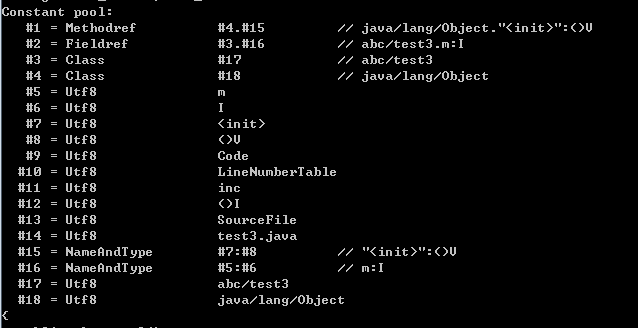 Constant pool:
#1 = Methodref #4.#15 // java/lang/Object."<init>":()V
#2 = Fieldref #3.#16 // abc/test3.m:I
#3 = Class #17 // abc/test3
#4 = Class #18 // java/lang/Object
#5 = Utf8 m
#6 = Utf8 I
#7 = Utf8 <init>
#8 = Utf8 ()V
#9 = Utf8 Code
#10 = Utf8 LineNumberTable
#11 = Utf8 inc
#12 = Utf8 ()I
#13 = Utf8 SourceFile
#14 = Utf8 test3.java
#15 = NameAndType #7:#8 // "<init>":()V
#16 = NameAndType #5:#6 // m:I
#17 = Utf8 abc/test3
#18 = Utf8 java/lang/Object
{